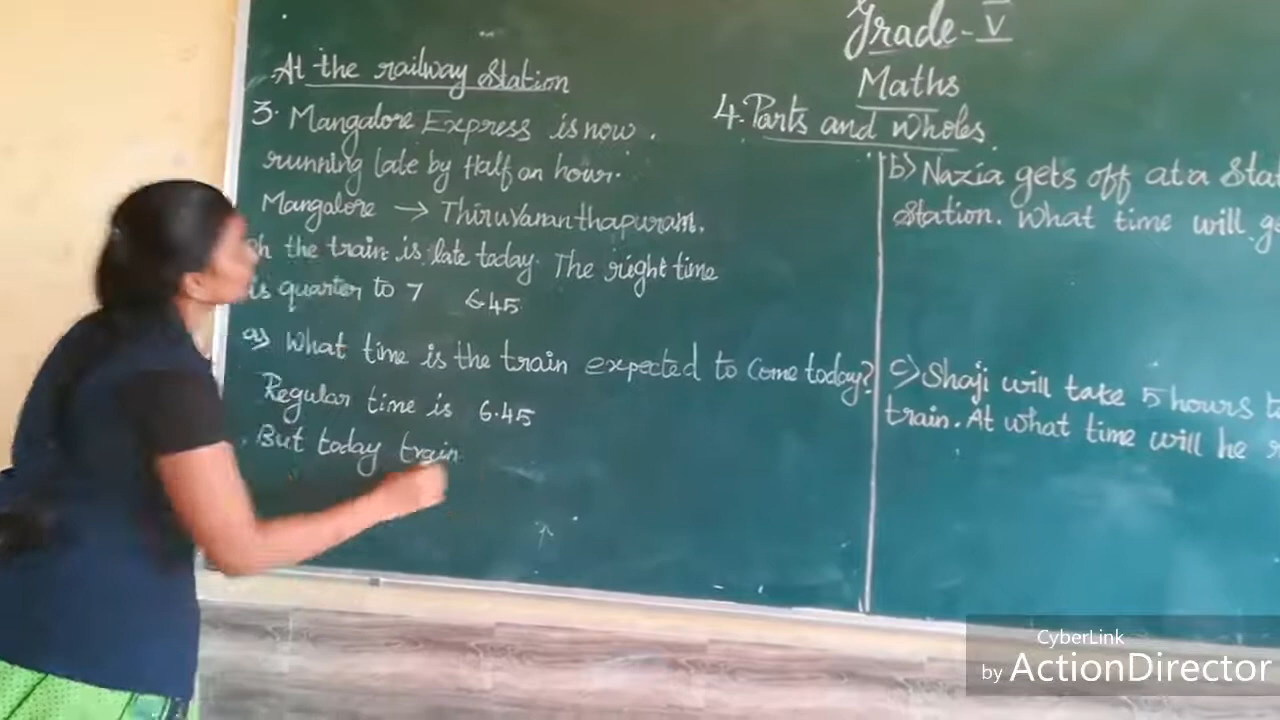 Grade - V
Maths
4. Parts and wholes
At the railway Station
3. Mangalore Express is now
running late by Half an hour.
Mangalore → Thiruvananthapuram.
oh the train is late today. The right time
is quarter to 7 6.45
a) What time is the train expected to Come today?
Regular time is 6.45
But today train
b) Nazia gets off at a
Station. What time will
c) Shaji will take 5 hours
train. At what time will he
CyberLink
by ActionDirector